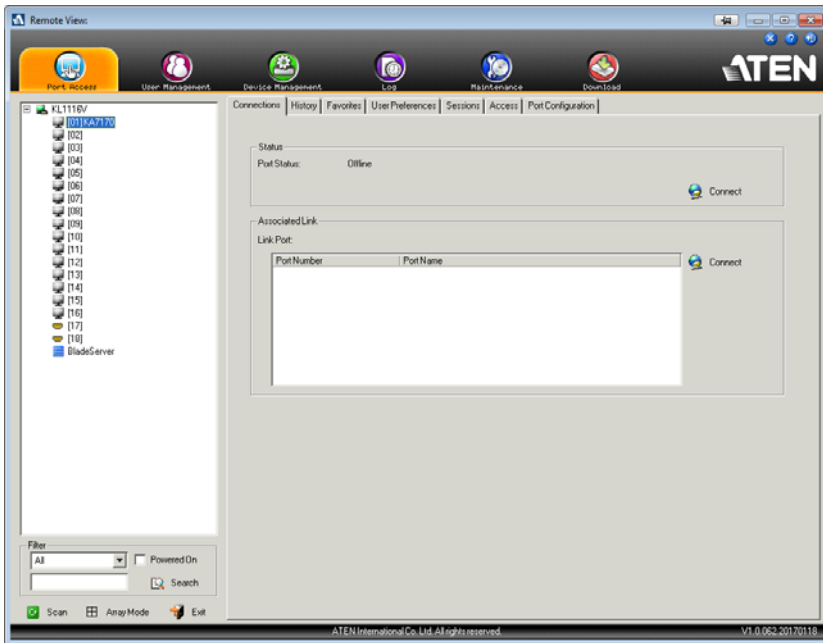 Remote View:
Port Access
User Management
Device Management
Log
Maintenance
Download
ATEN
KL1116V
[01]KA7170
[02]
[03]
[04]
[05]
[06]
[07]
[08]
[09]
[10]
[11]
[12]
[13]
[14]
[15]
[16]
[17]
[18]
BladeServer
Connections
History
Favorites
User Preferences
Sessions
Access
Port Configuration
Status
Port Status: Offline
Connect
Associated Link
Link Port:
Port Number Port Name
Connect
Filter
All
Powered On
Search
Scan
Array Mode
Exit
ATEN International Co. Ltd. All rights reserved.
V1.0.062.20170118